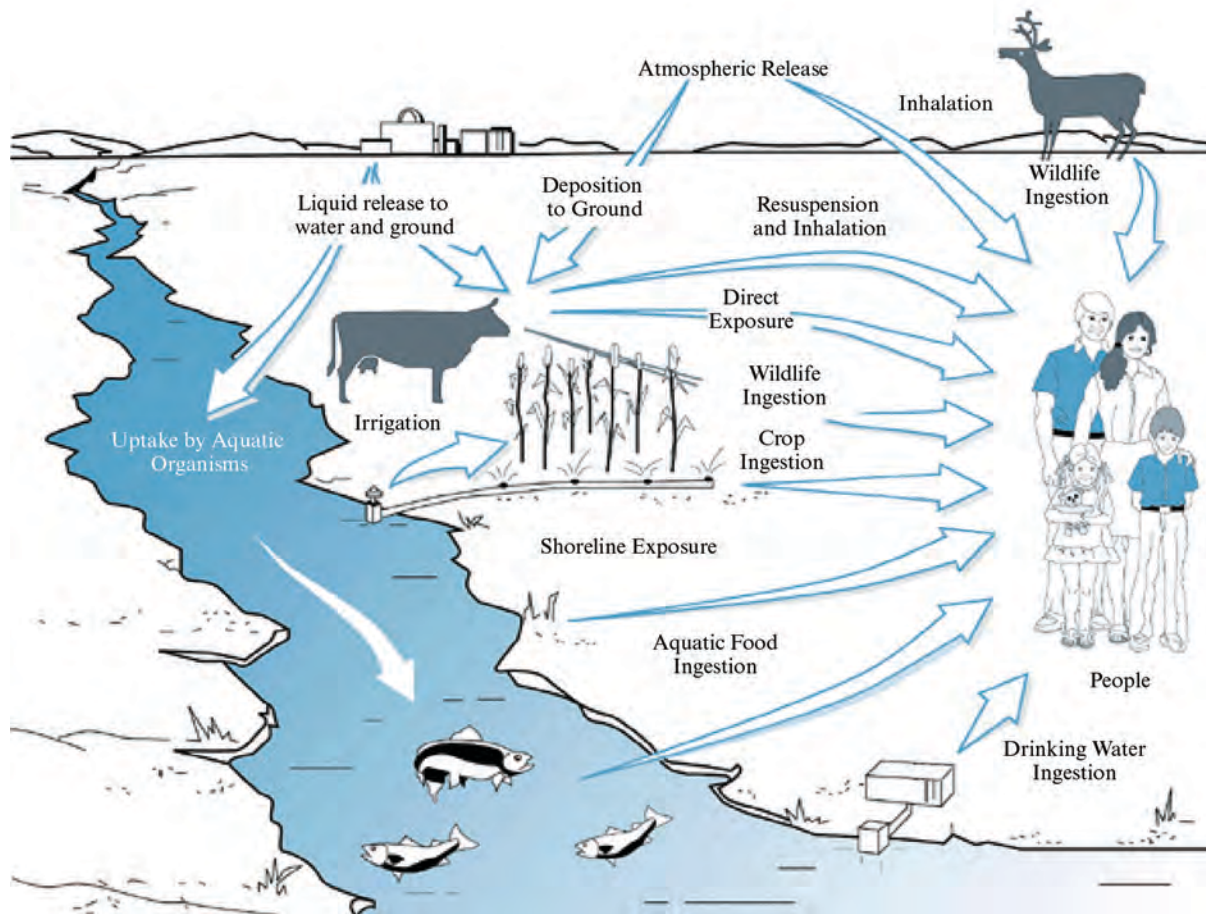 Atmospheric Release
Inhalation
Wildlife
Ingestion
Deposition
to Ground
Liquid release to
water and ground
Resuspension
and Inhalation
Direct
Exposure
Wildlife
Ingestion
Irrigation
Crop
Ingestion
Uptake by Aquatic
Organisms
Shoreline Exposure
Aquatic Food
Ingestion
People
Drinking Water
Ingestion